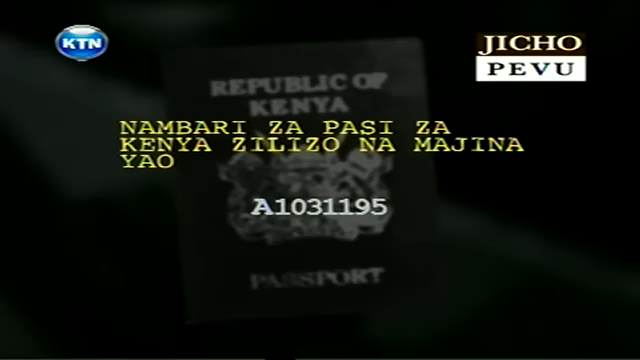 KTN
JICHO
PEVU
REPUBLIC OF
KENYA
NAMBARI ZA PASI ZA
KENYA ZILIZO NA MAJINA
YAO
A1031195
PASSPORT